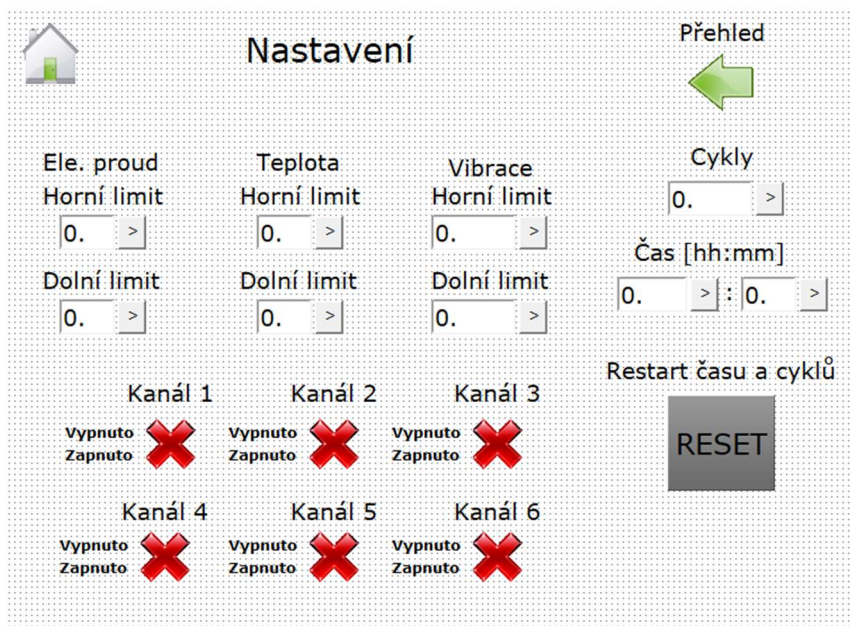 Nastavení
Přehled
Ele. proud
Horní limit
0. >
Dolní limit
0. >
Teplota
Horní limit
0. >
Dolní limit
0. >
Vibrace
Horní limit
0. >
Dolní limit
0. >
Cykly
0. >
Čas [hh:mm]
0. > : 0. >
Restart času a cyklů
RESET
Kanál 1
Vypnuto
Zapnuto
Kanál 2
Vypnuto
Zapnuto
Kanál 3
Vypnuto
Zapnuto
Kanál 4
Vypnuto
Zapnuto
Kanál 5
Vypnuto
Zapnuto
Kanál 6
Vypnuto
Zapnuto